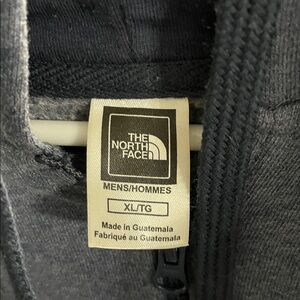 THE
NORTH
FACE
MENS/HOMMES
XL/TG
Made in Guatemala
Fabriqué au Guatemala